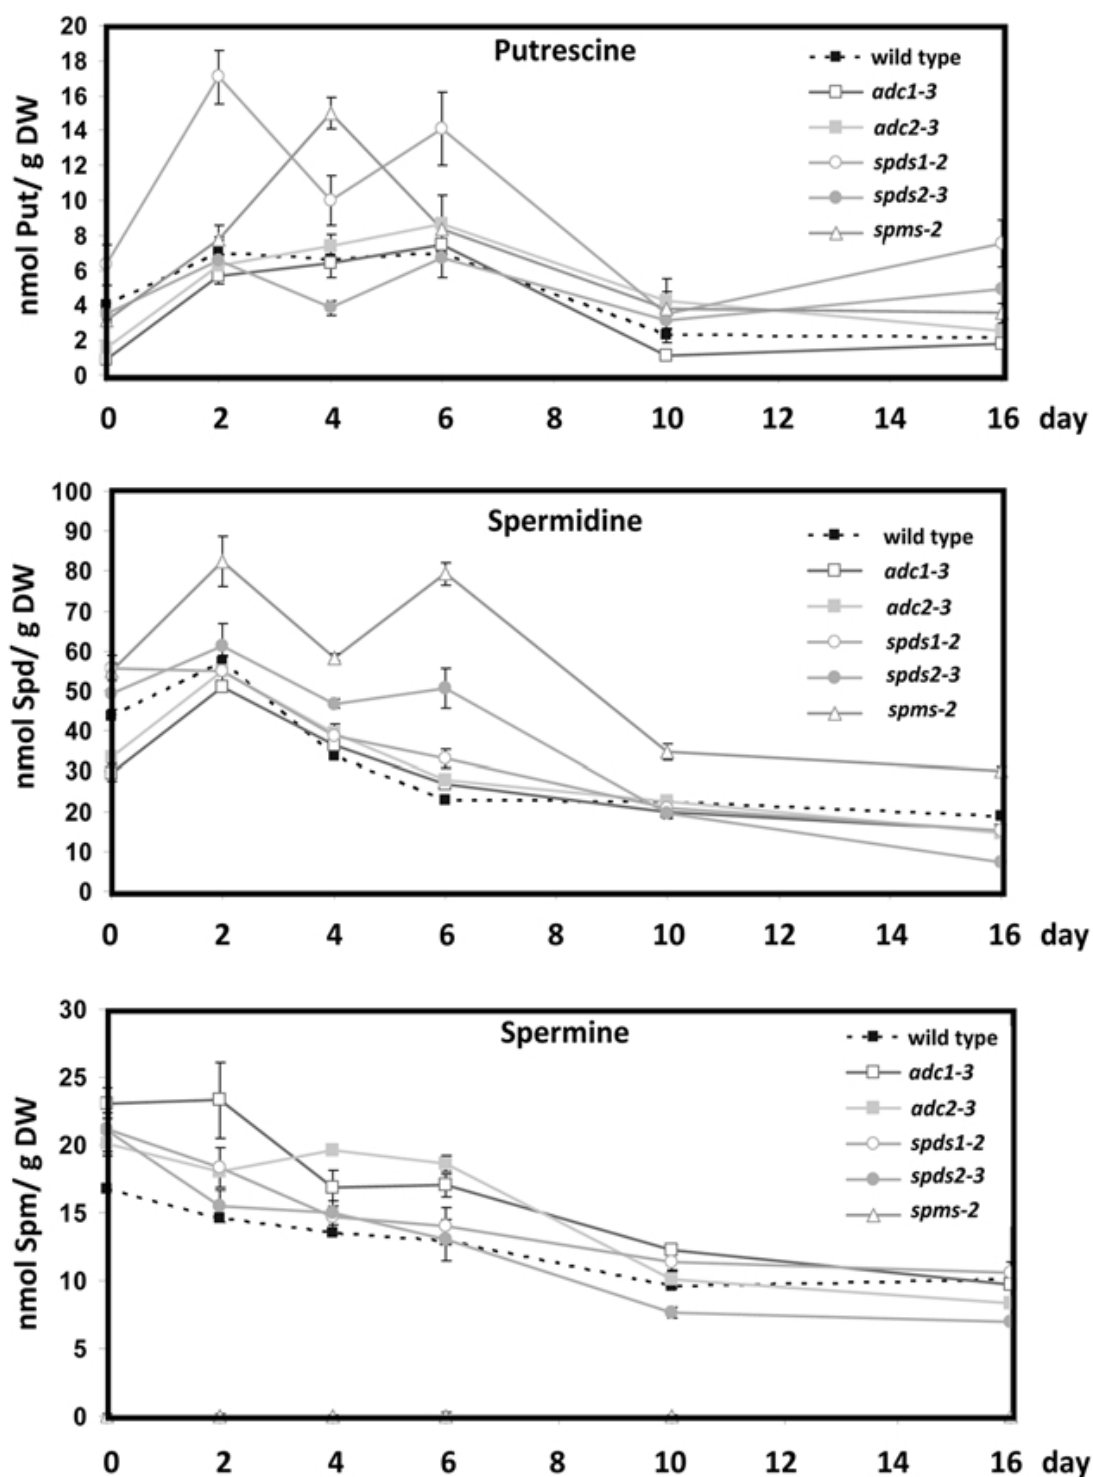 Putrescine
nmol Put/ g DW
20
18
16
14
12
10
8
6
4
2
0
wild type
adc1-3
adc2-3
spds1-2
spds2-3
spms-2
0 2 4 6 8 10 12 14 16 day
Spermidine
nmol Spd/ g DW
100
90
80
70
60
50
40
30
20
10
0
wild type
adc1-3
adc2-3
spds1-2
spds2-3
spms-2
0 2 4 6 8 10 12 14 16 day
Spermine
nmol Spm/ g DW
30
25
20
15
10
5
0
wild type
adc1-3
adc2-3
spds1-2
spds2-3
spms-2
0 2 4 6 8 10 12 14 16 day